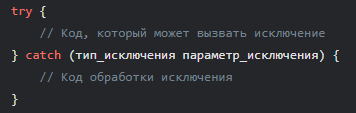 try {
    // Код, который может вызвать исключение
} catch (тип_исключения параметр_исключения) {
    // Код обработки исключения
}